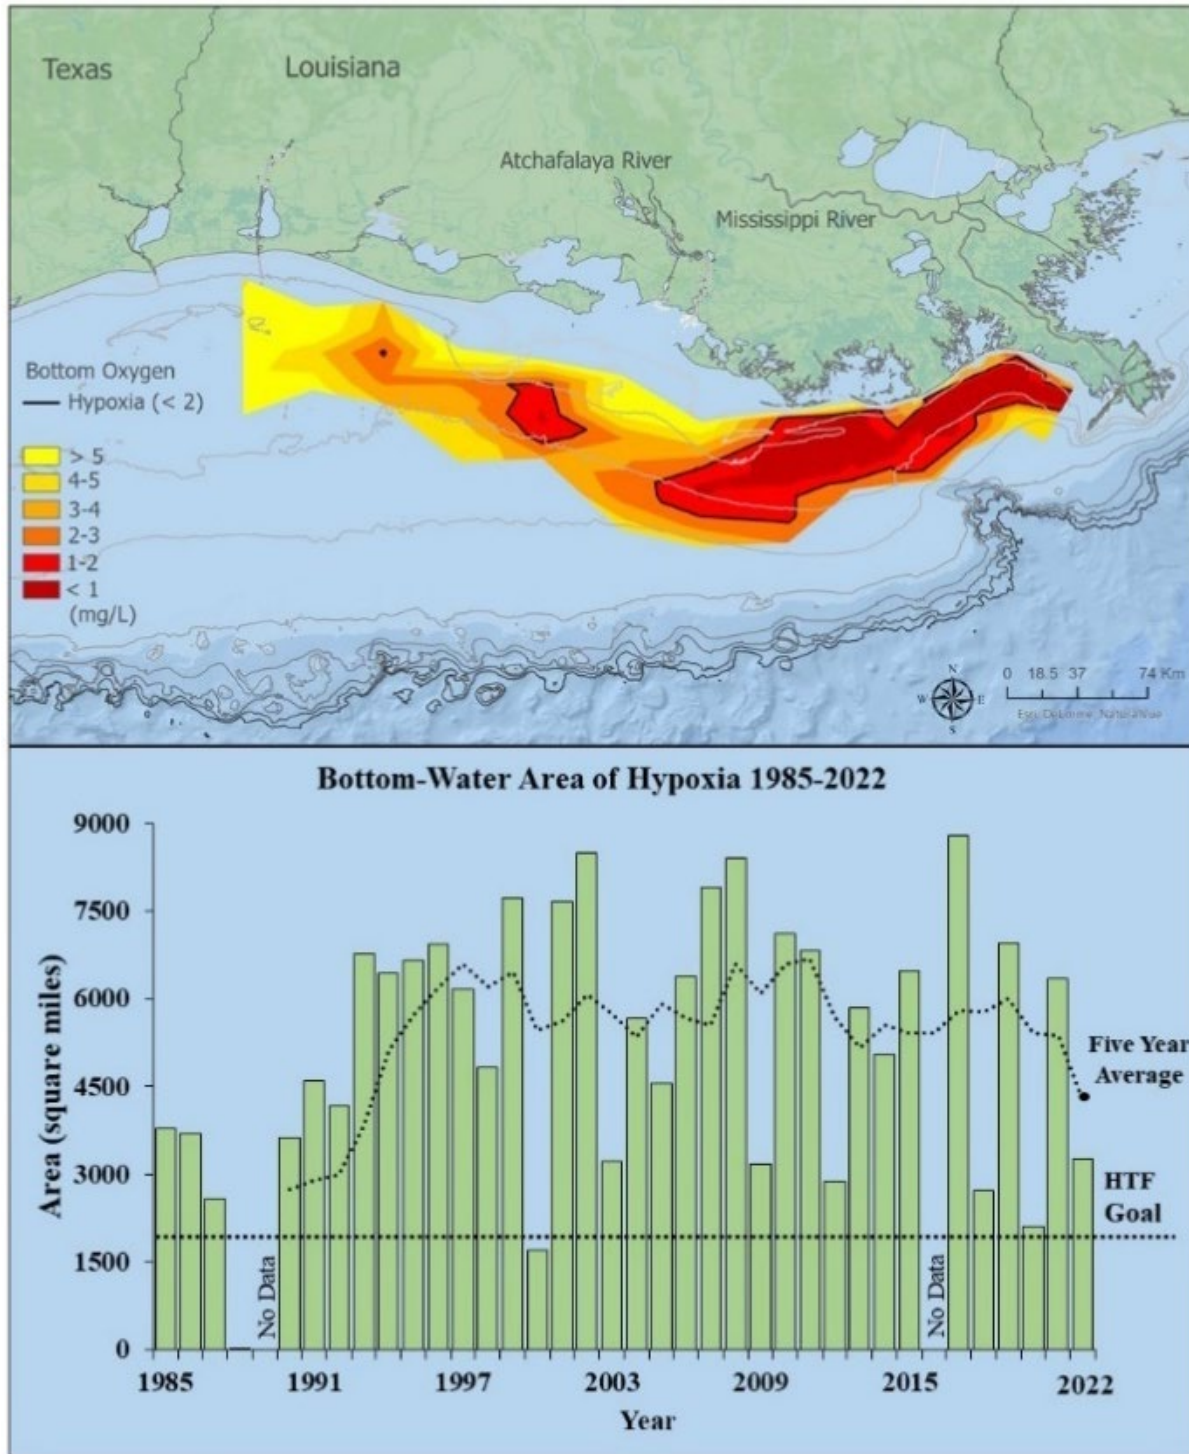 Texas
Louisiana
Atchafalaya River
Mississippi River
Bottom Oxygen
Hypoxia (< 2)
> 5
4-5
3-4
2-3
1-2
< 1
(mg/L)
N
W E
S
0 18.5 37 74 Km
Esri, DeLorme, NaturalVue
Bottom-Water Area of Hypoxia 1985-2022
Area (square miles)
9000
7500
6000
4500
3000
1500
0
Five Year
Average
HTF
Goal
No Data
No Data
1985 1991 1997 2003 2009 2015 2022
Year